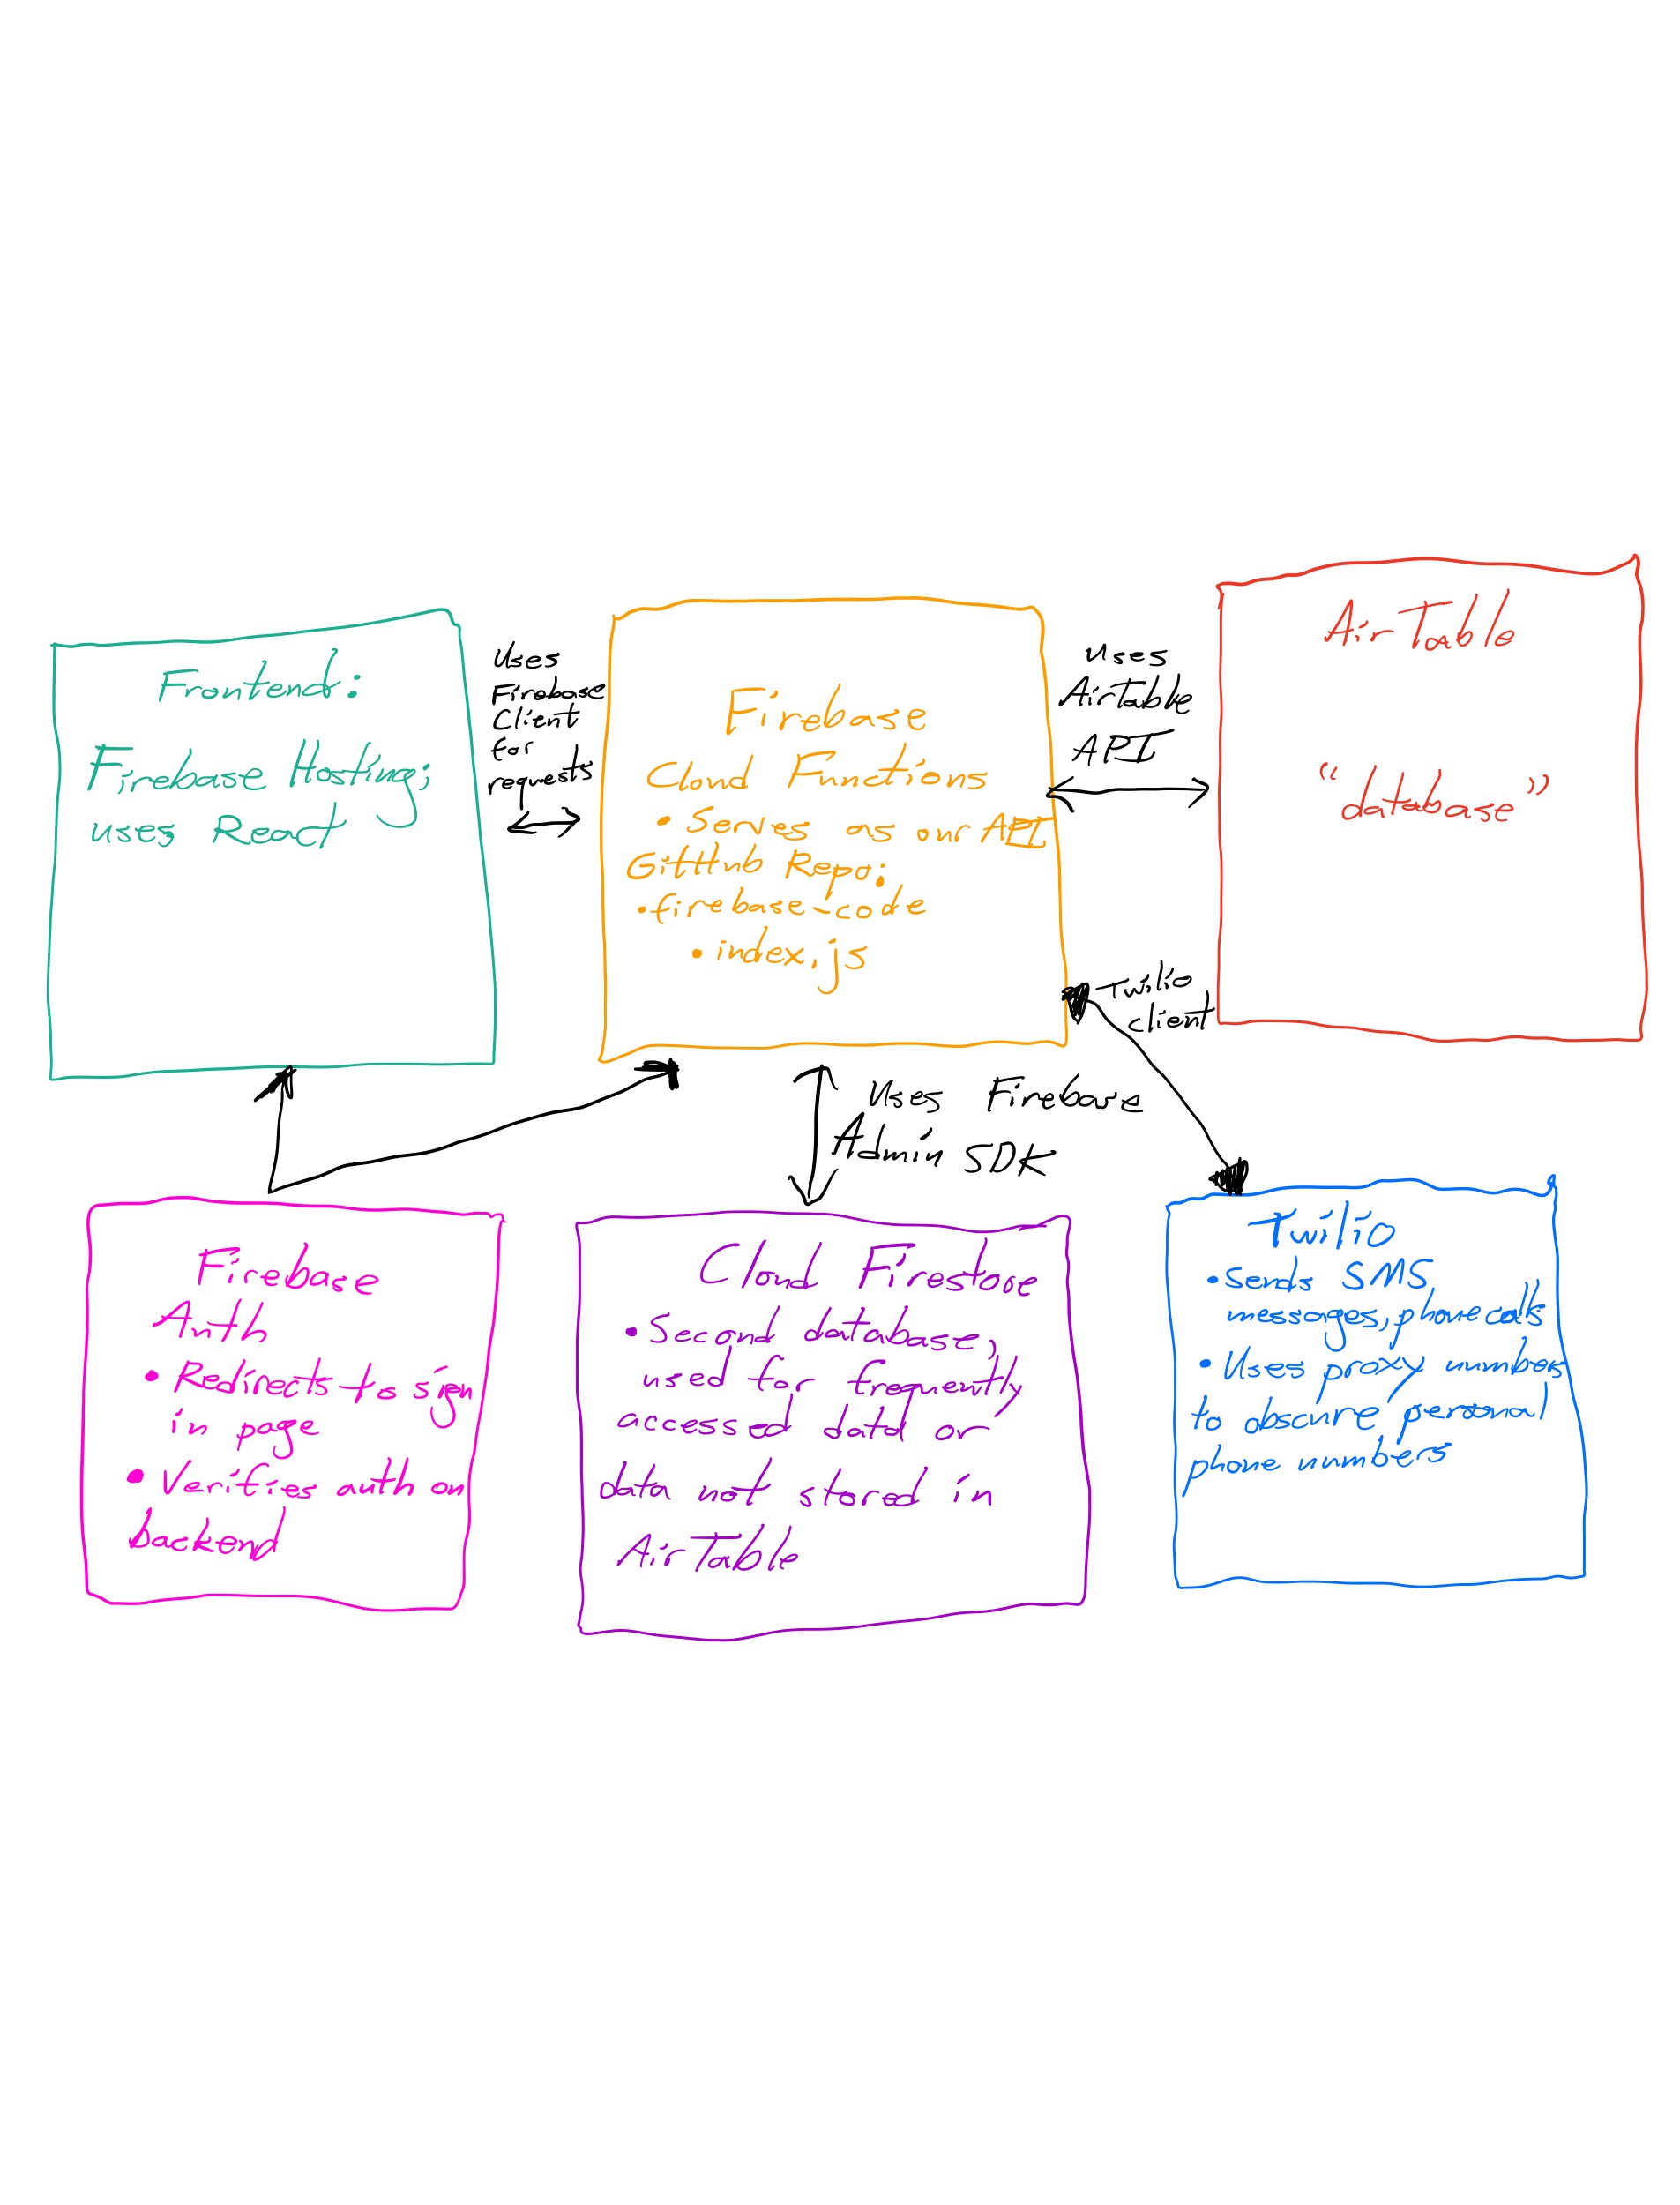 Frontend:
Firebase Hosting;
uses React
Uses
Firebase
Client
for
requests
Firebase
Cloud Functions
• Serves as our API
GitHub Repo:
• firebase-code
• index.js
Uses
AirTable
API
AirTable
"database"
Twilio
client
Uses Firebase
Admin SDK
Firebase
Auth
• Redirects to sign
in page
• Verifies auth on
backend
Cloud Firestore
• Second database,
used for frequently
accessed data or
data not stored in
AirTable
Twilio
• Sends SMS
messages, phone calls
• Uses proxy numbers
to obscure personal
phone numbers